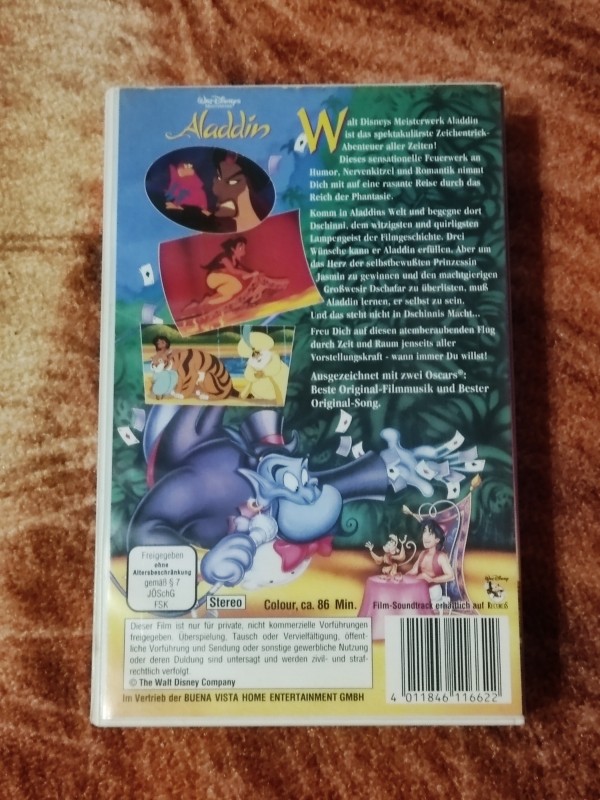 Walt Disneys
Aladdin
Walt Disneys Meisterwerk Aladdin
ist das spektakulärste Zeichentrick-
Abenteuer aller Zeiten!
Dieses sensationelle Feuerwerk an
Humor, Nervenkitzel und Romantik nimmt
Dich mit auf eine rasante Reise durch das
Reich der Phantasie.
Komm in Aladdins Welt und begegne dort
Dschinni, dem witzigsten und quirligsten
Lampengeist der Filmgeschichte. Drei
Wünsche kann er Aladdin erfüllen. Aber um
das Herz der selbstbewußten Prinzessin
Jasmin zu gewinnen und den machtgierigen
Großwesir Dschafar zu überlisten, muß
Aladdin lernen, er selbst zu sein.
Und das steht nicht in Dschinnis Macht...
Freu Dich auf diesen atemberaubenden Flug
durch Zeit und Raum jenseits aller
Vorstellungskraft - wann immer Du willst!
Ausgezeichnet mit zwei Oscars®:
Beste Original-Filmmusik und Bester
Original-Song.
Freigegeben
ohne
Altersbeschränkung
gemäß § 7
JÖSchG
FSK
Stereo
Colour, ca. 86 Min.
Film-Soundtrack erhältlich auf
Walt Disney
RECORDS
Dieser Film ist nur für private, nicht kommerzielle Vorführungen
freigegeben. Überspielung, Tausch oder Vervielfältigung, öffent-
liche Vorführung und Sendung oder sonstige gewerbliche Nutzung
oder deren Duldung sind untersagt und werden zivil- und straf-
rechtlich verfolgt
© The Walt Disney Company
Im Vertrieb der BUENA VISTA HOME ENTERTAINMENT GMBH
4 011846 116622